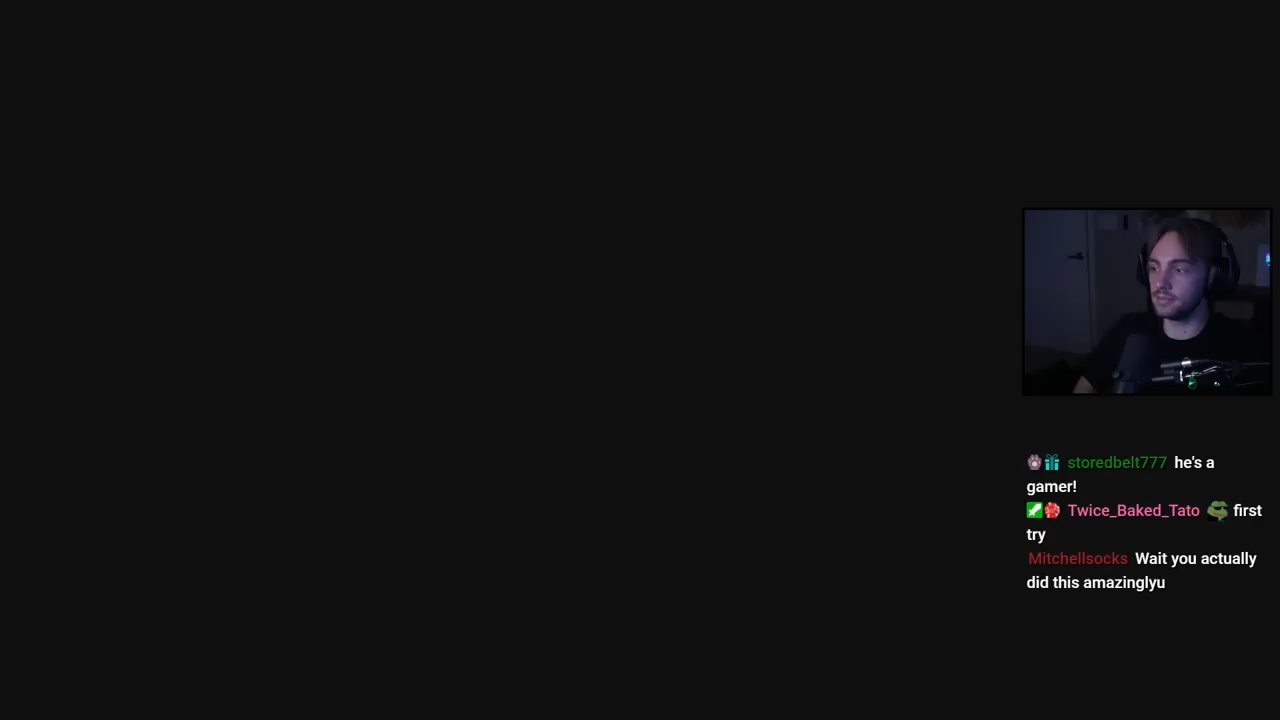 storedbelt777 he's a
gamer!
Twice_Baked_Tato first
try
Mitchellsocks Wait you actually
did this amazinglyu